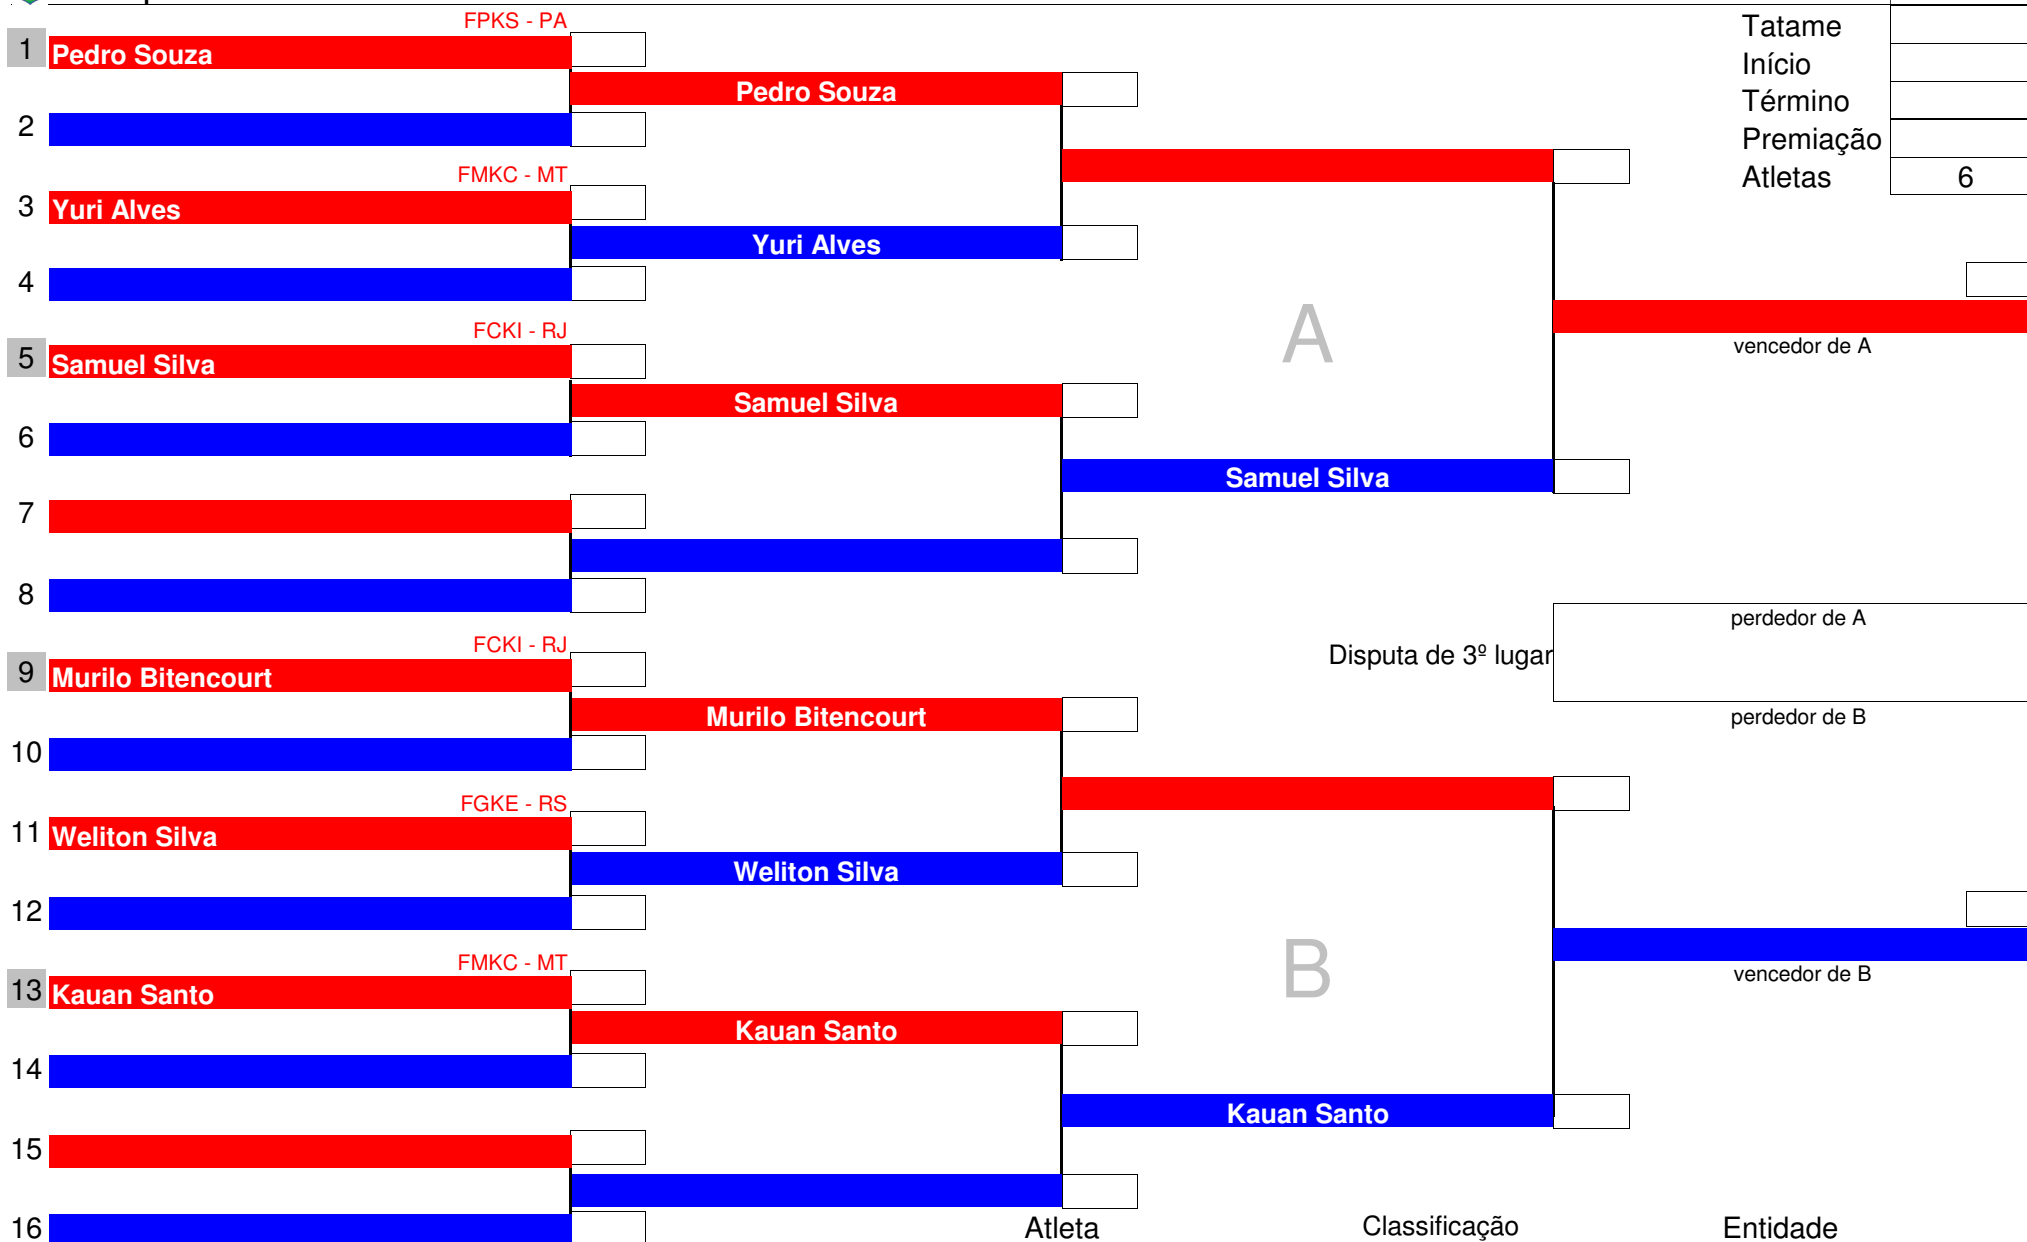 FPKS - PA
1 Pedro Souza
Pedro Souza
2
FMKC - MT
3 Yuri Alves
Yuri Alves
4
FCKI - RJ
5 Samuel Silva
Samuel Silva
6
Samuel Silva
7
8
FCKI - RJ
9 Murilo Bitencourt
Murilo Bitencourt
10
FGKE - RS
11 Weliton Silva
Weliton Silva
12
FMKC - MT
13 Kauan Santo
Kauan Santo
14
Kauan Santo
15
16
A
B
Tatame
Início
Término
Premiação
Atletas 6
vencedor de A
perdedor de A
Disputa de 3º lugar
perdedor de B
vencedor de B
Atleta Classificação Entidade